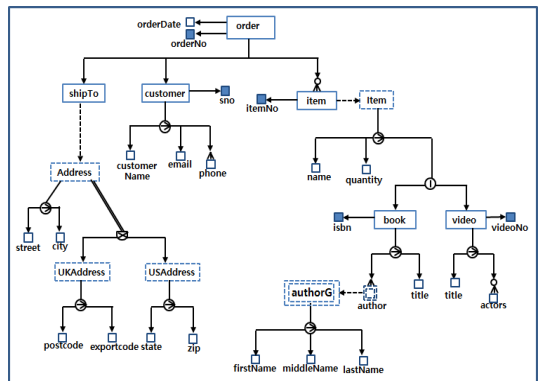 order
orderDate
orderNo
shipTo
customer
sno
itemNo
item
Item
customer
Name
email
phone
name
quantity
Address
street
city
isbn
book
video
videoNo
UKAddress
USAddress
authorG
author
title
title
actors
postcode
exportcode
state
zip
firstName
middleName
lastName